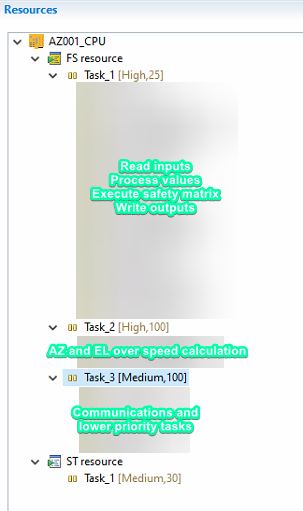 Resources
AZ001_CPU
FS resource
Task_1 [High,25]
Read inputs
Process values
Execute safety matrix
Write outputs
Task_2 [High,100]
AZ and EL over speed calculation
Task_3 [Medium,100]
Communications and
lower priority tasks
ST resource
Task_1 [Medium,30]